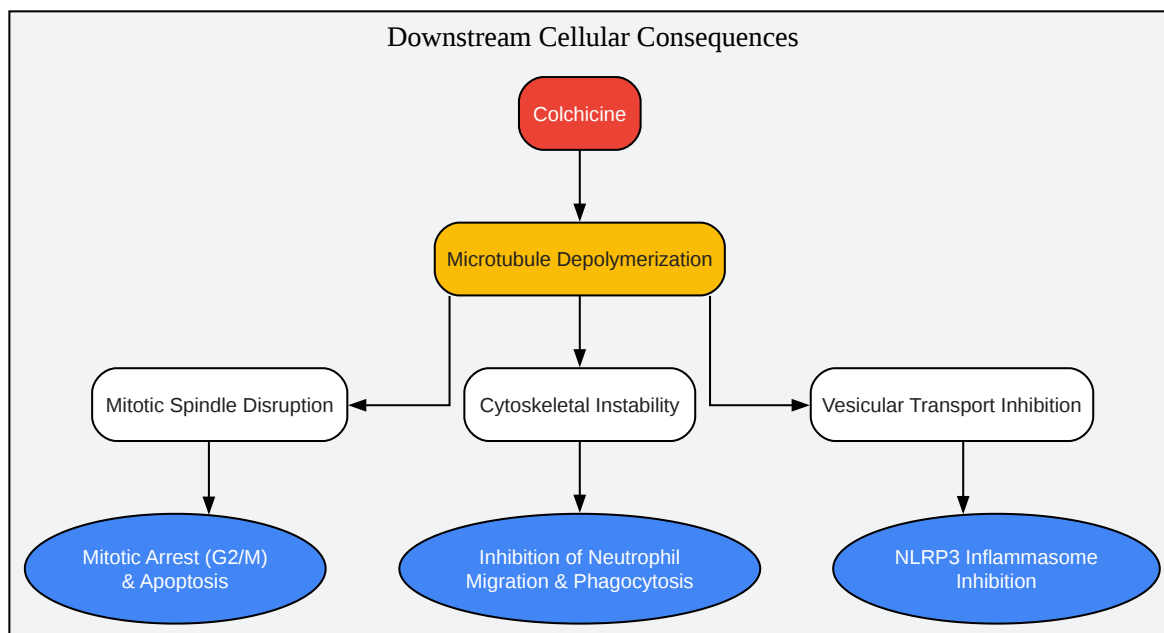 Downstream Cellular Consequences
Colchicine
Microtubule Depolymerization
Mitotic Spindle Disruption
Cytoskeletal Instability
Vesicular Transport Inhibition
Mitotic Arrest (G2/M)
& Apoptosis
Inhibition of Neutrophil
Migration & Phagocytosis
NLRP3 Inflammasome
Inhibition